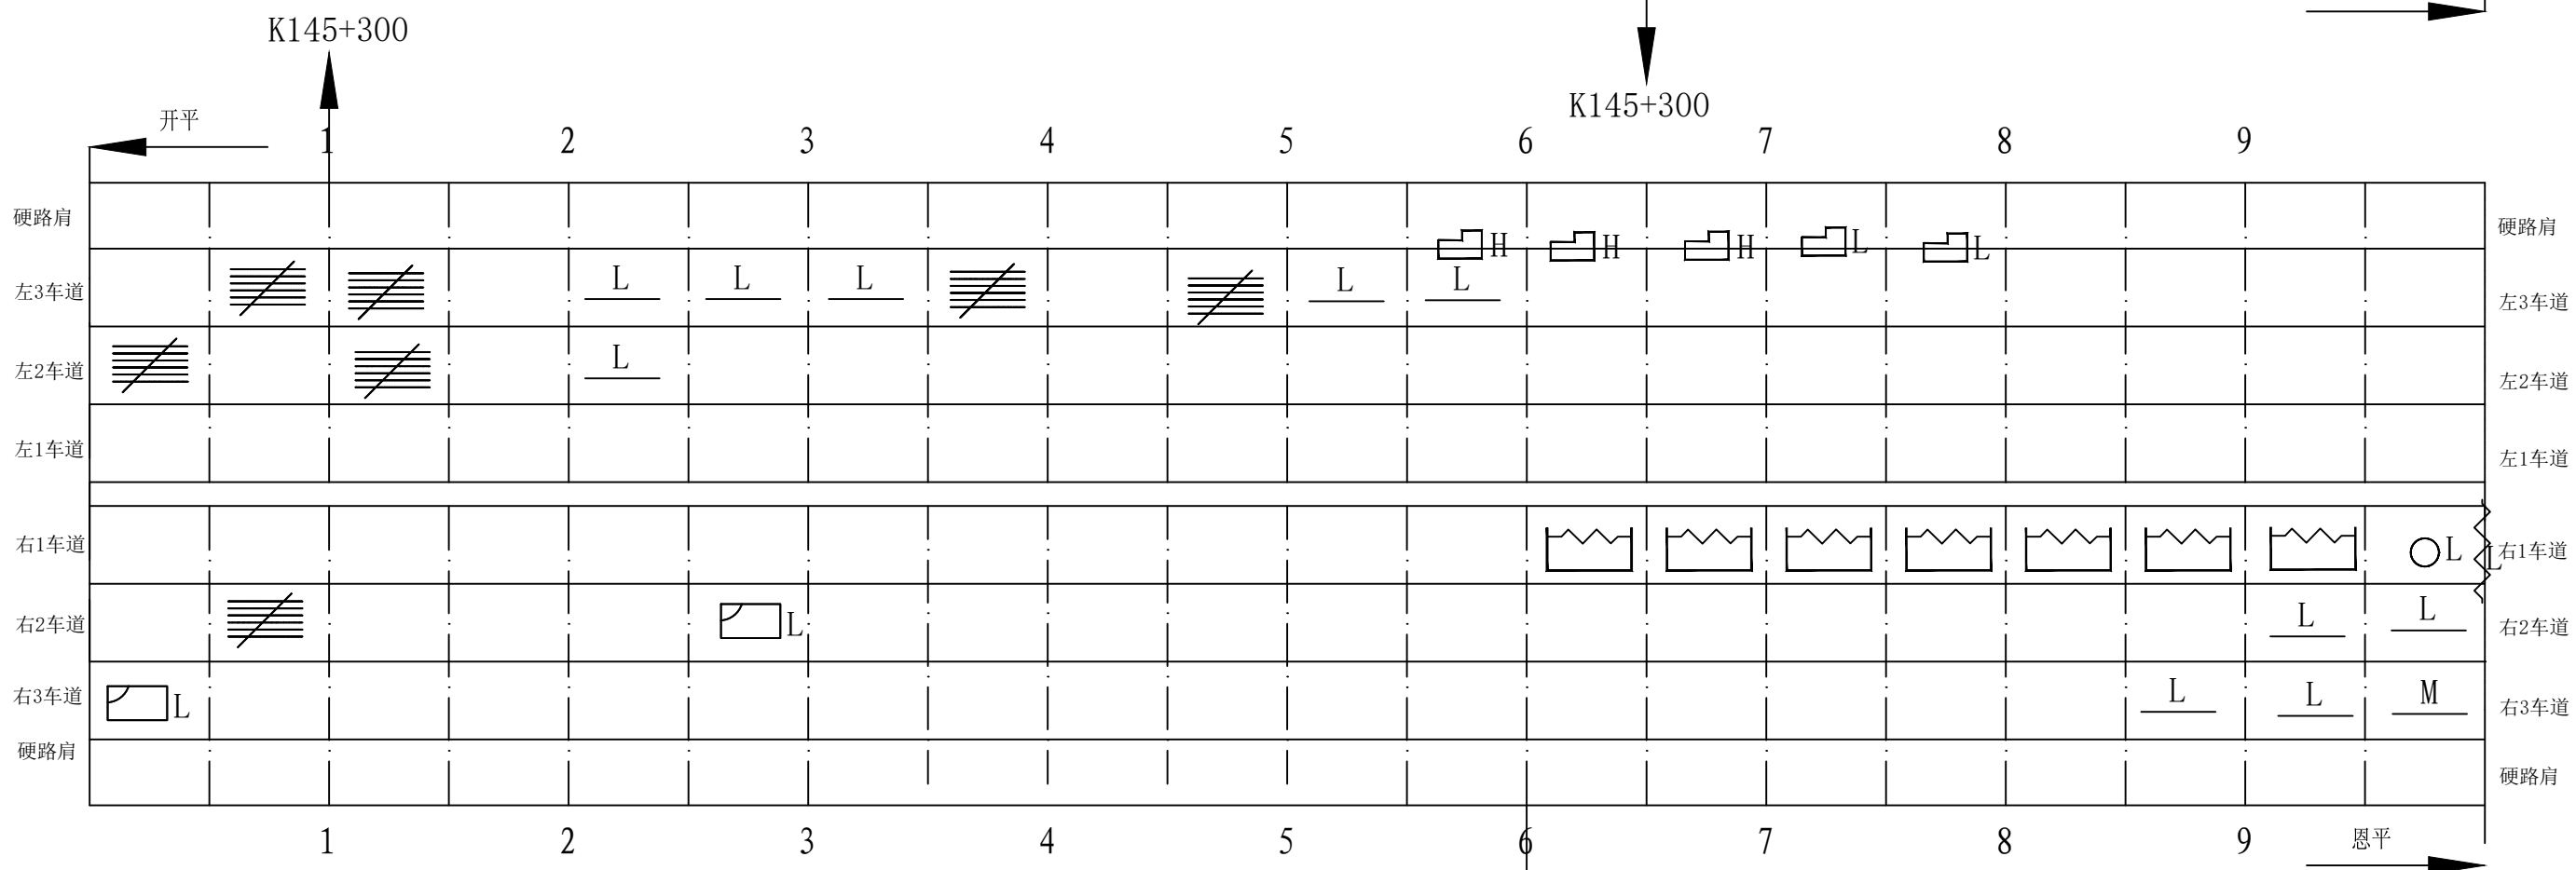 K145+300
K145+300
开平
1 2 3 4 5 6 7 8 9
硬路肩 硬路肩
H H H L L
左3车道 L L L L L 左3车道
左2车道 L 左2车道
左1车道 左1车道
右1车道 L L 右1车道
右2车道 L L L 右2车道
右3车道 L L L M 右3车道
硬路肩 硬路肩
1 2 3 4 5 6 7 8 9 恩平